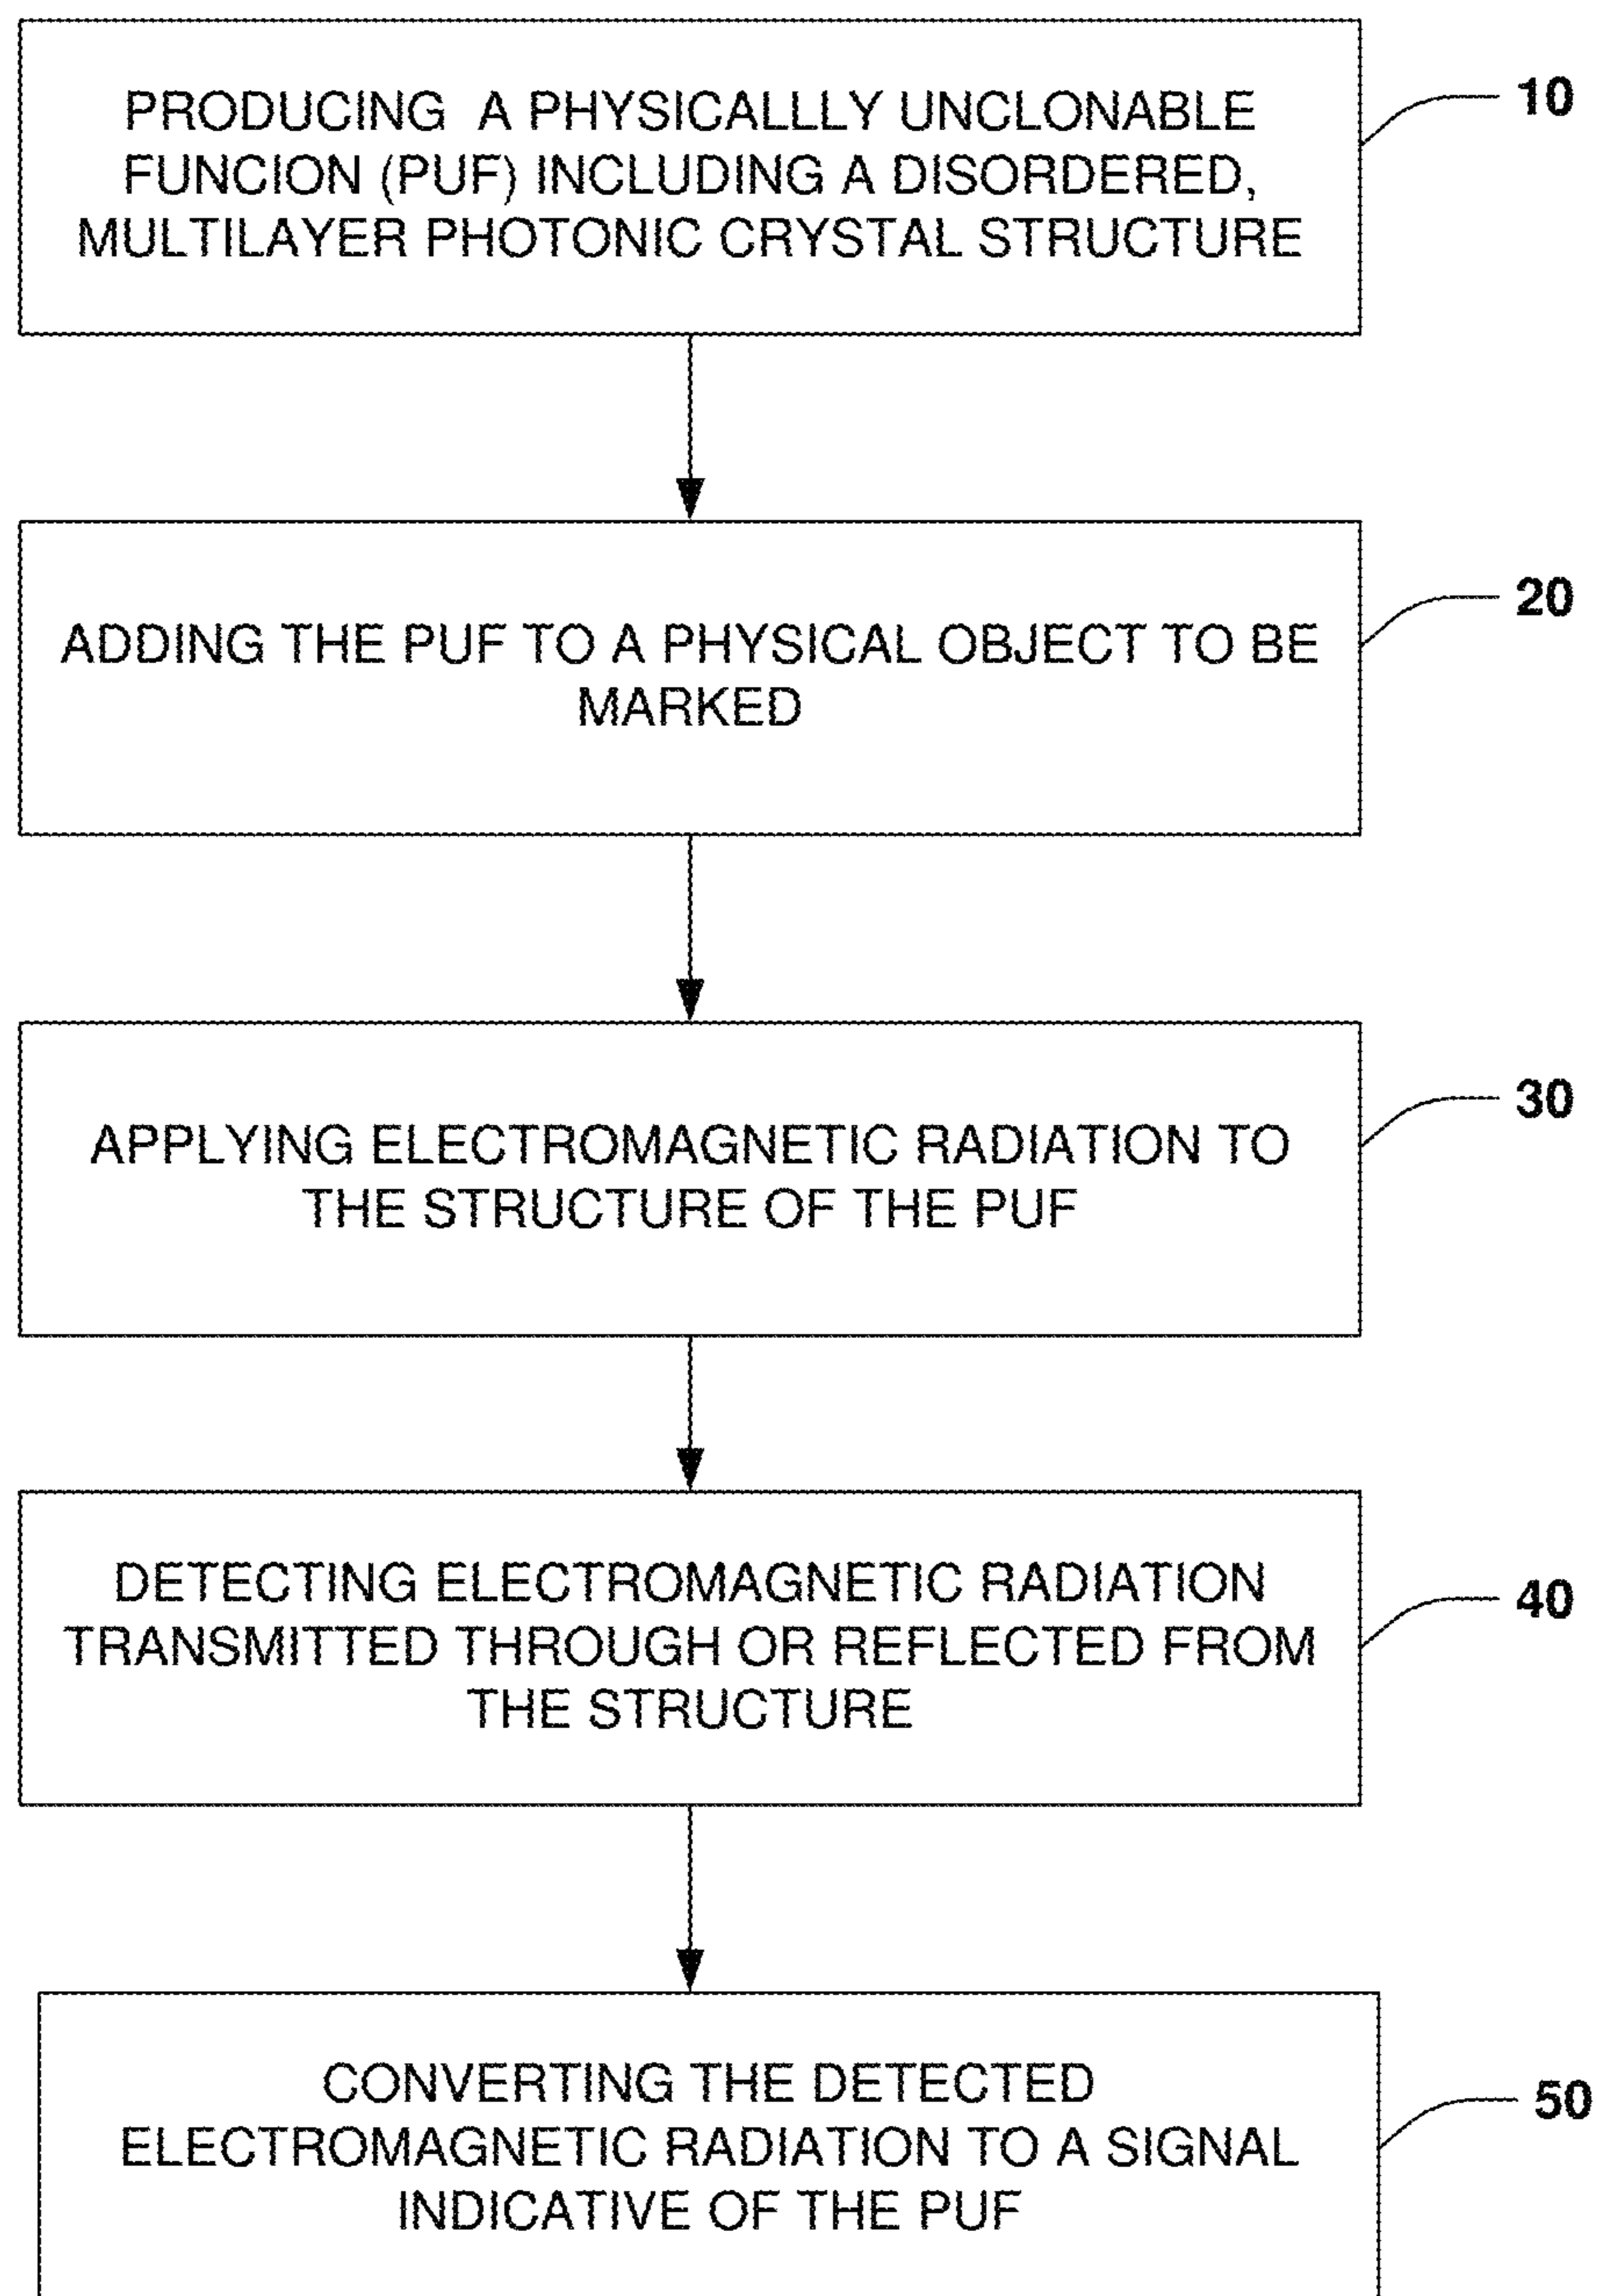 PRODUCING A PHYSICALLLY UNCLONABLE
FUNCION (PUF) INCLUDING A DISORDERED,
MULTILAYER PHOTONIC CRYSTAL STRUCTURE
10
ADDING THE PUF TO A PHYSICAL OBJECT TO BE
MARKED
20
APPLYING ELECTROMAGNETIC RADIATION TO
THE STRUCTURE OF THE PUF
30
DETECTING ELECTROMAGNETIC RADIATION
TRANSMITTED THROUGH OR REFLECTED FROM
THE STRUCTURE
40
CONVERTING THE DETECTED
ELECTROMAGNETIC RADIATION TO A SIGNAL
INDICATIVE OF THE PUF
50